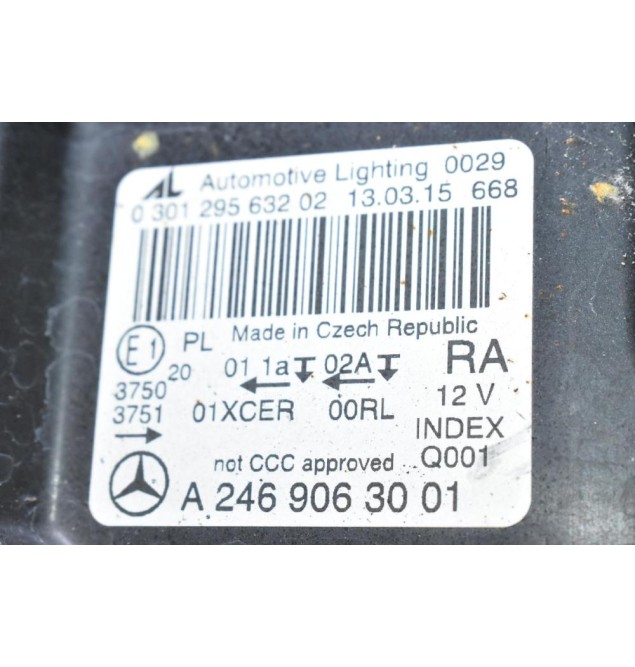 AL Automotive Lighting 0029
0 301 295 632 02 13.03.15 668
E1 PL Made in Czech Republic
20 01 1a 02A RA
3750
3751 01XCER 00RL 12 V
INDEX
not CCC approved Q001
A 246 906 30 01